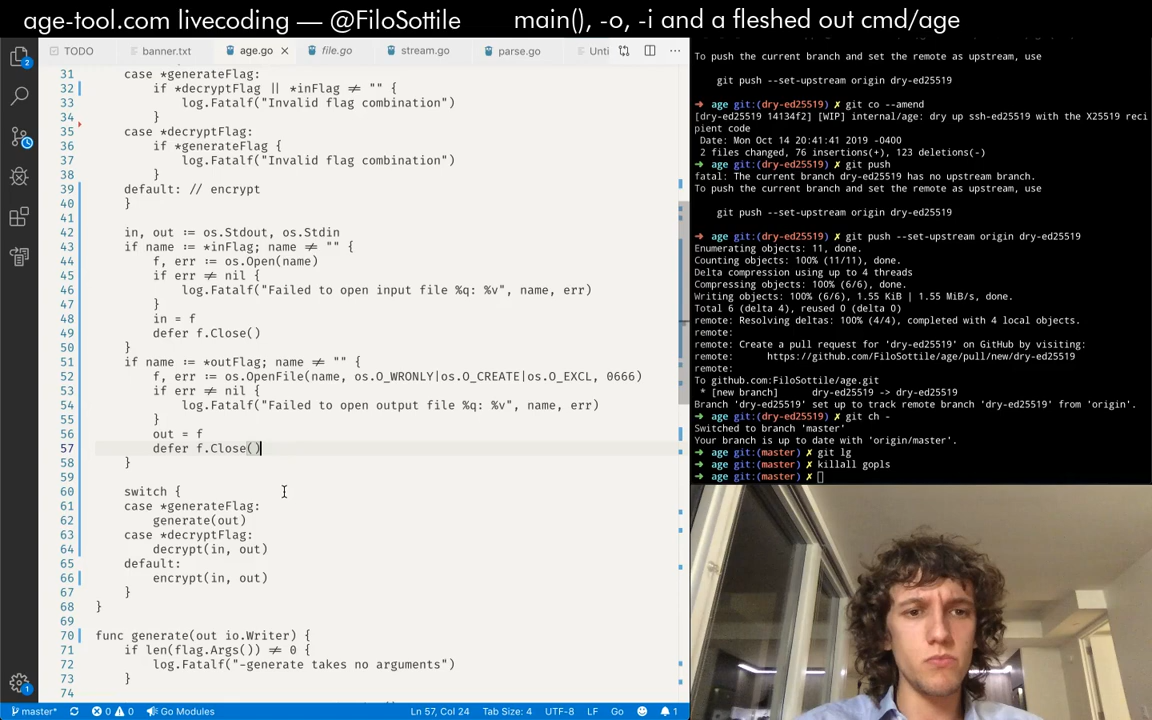 age-tool.com livecoding — @FiloSottile
main(), -o, -i and a fleshed out cmd/age
TODO
banner.txt
age.go
file.go
stream.go
parse.go
Unti
31 case *generateFlag:
32 if *decryptFlag || *inFlag ≠ "" {
33 log.Fatalf("Invalid flag combination")
34 }
35 case *decryptFlag:
36 if *generateFlag {
37 log.Fatalf("Invalid flag combination")
38 }
39 default: // encrypt
40 }
41
42 in, out := os.Stdout, os.Stdin
43 if name := *inFlag; name ≠ "" {
44 f, err := os.Open(name)
45 if err ≠ nil {
46 log.Fatalf("Failed to open input file %q: %v", name, err)
47 }
48 in = f
49 defer f.Close()
50 }
51 if name := *outFlag; name ≠ "" {
52 f, err := os.OpenFile(name, os.O_WRONLY|os.O_CREATE|os.O_EXCL, 0666)
53 if err ≠ nil {
54 log.Fatalf("Failed to open output file %q: %v", name, err)
55 }
56 out = f
57 defer f.Close()
58 }
59
60 switch {
61 case *generateFlag:
62 generate(out)
63 case *decryptFlag:
64 decrypt(in, out)
65 default:
66 encrypt(in, out)
67 }
68 }
69
70 func generate(out io.Writer) {
71 if len(flag.Args()) ≠ 0 {
72 log.Fatalf("-generate takes no arguments")
73 }
74
To push the current branch and set the remote as upstream, use
git push --set-upstream origin dry-ed25519
➜ age git:(dry-ed25519) ✗ git co --amend
[dry-ed25519 14134f2] [WIP] internal/age: dry up ssh-ed25519 with the X25519 reci
pient code
Date: Mon Oct 14 20:41:41 2019 -0400
2 files changed, 76 insertions(+), 123 deletions(-)
➜ age git:(dry-ed25519) ✗ git push
fatal: The current branch dry-ed25519 has no upstream branch.
To push the current branch and set the remote as upstream, use
git push --set-upstream origin dry-ed25519
➜ age git:(dry-ed25519) ✗ git push --set-upstream origin dry-ed25519
Enumerating objects: 11, done.
Counting objects: 100% (11/11), done.
Delta compression using up to 4 threads
Compressing objects: 100% (6/6), done.
Writing objects: 100% (6/6), 1.55 KiB | 1.55 MiB/s, done.
Total 6 (delta 4), reused 0 (delta 0)
remote: Resolving deltas: 100% (4/4), completed with 4 local objects.
remote:
remote: Create a pull request for 'dry-ed25519' on GitHub by visiting:
remote: https://github.com/FiloSottile/age/pull/new/dry-ed25519
remote:
To github.com:FiloSottile/age.git
* [new branch] dry-ed25519 -> dry-ed25519
Branch 'dry-ed25519' set up to track remote branch 'dry-ed25519' from 'origin'.
➜ age git:(dry-ed25519) ✗ git ch -
Switched to branch 'master'
Your branch is up to date with 'origin/master'.
➜ age git:(master) ✗ git lg
➜ age git:(master) ✗ killall gopls
➜ age git:(master) ✗
2
1
master*
0
0
Go Modules
Ln 57, Col 24
Tab Size: 4
UTF-8
LF
Go
1